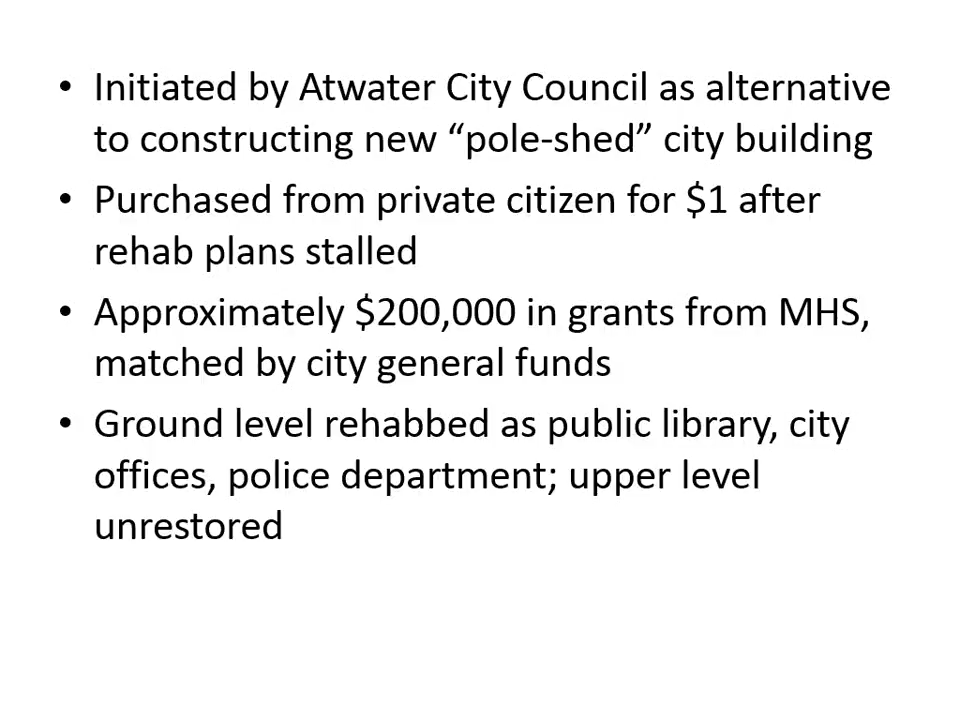 • Initiated by Atwater City Council as alternative
to constructing new “pole-shed” city building
• Purchased from private citizen for $1 after
rehab plans stalled
• Approximately $200,000 in grants from MHS,
matched by city general funds
• Ground level rehabbed as public library, city
offices, police department; upper level
unrestored